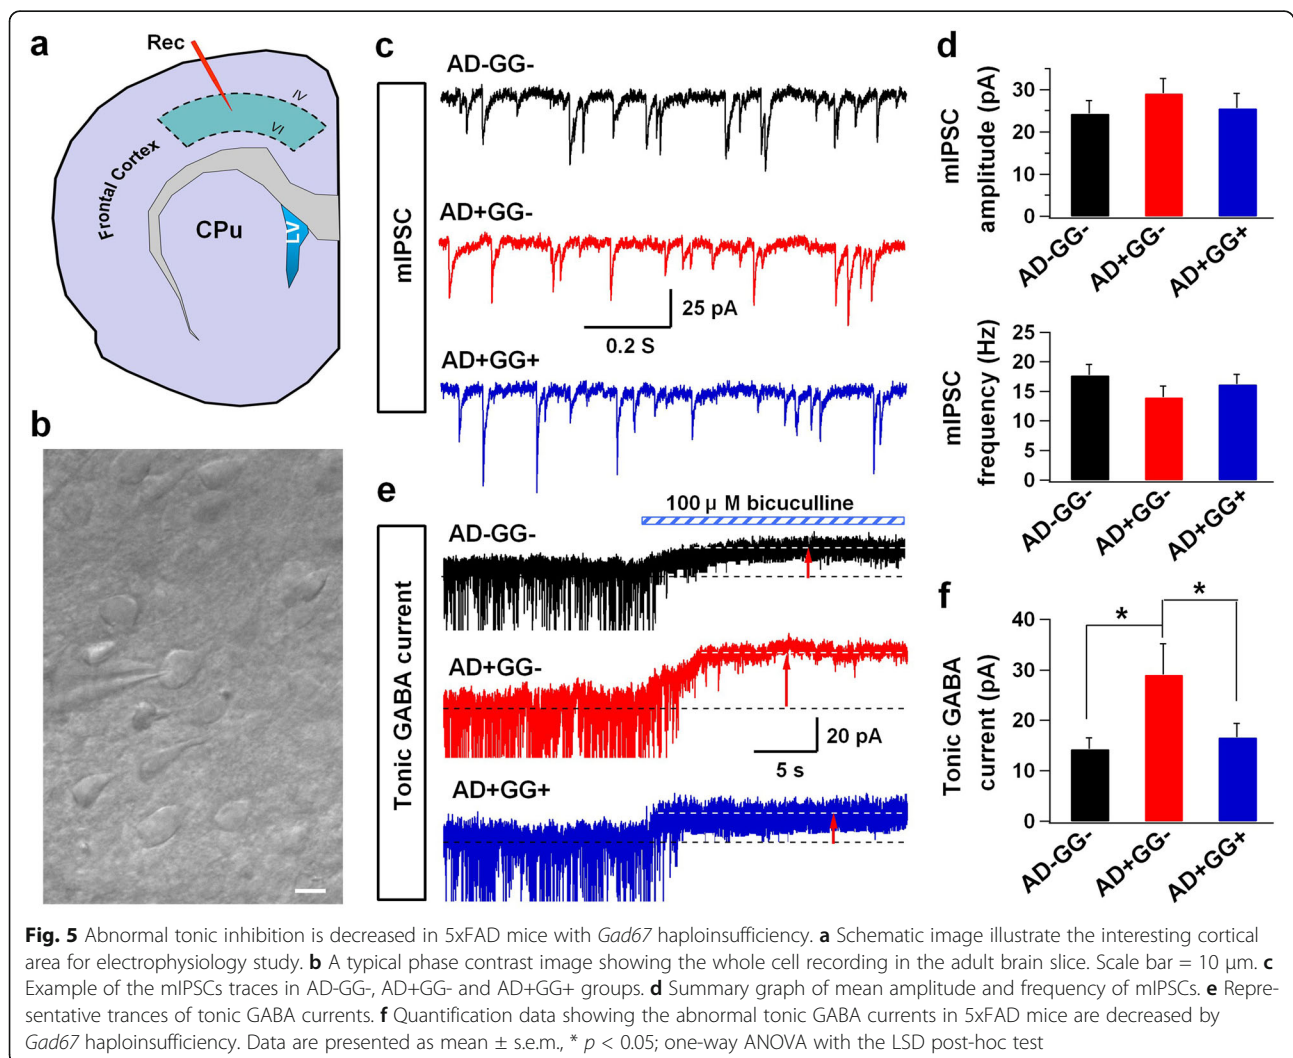 a
Rec
IV
VI
Frontal Cortex
CPu
LV
b
c
mIPSC
AD-GG-
AD+GG-
25 pA
0.2 S
AD+GG+
d
mIPSC
amplitude (pA)
30
20
10
0
AD-GG-
AD+GG-
AD+GG+
mIPSC
frequency (Hz)
25
20
15
10
5
0
AD-GG-
AD+GG-
AD+GG+
e
Tonic GABA current
100 μ M bicuculline
AD-GG-
AD+GG-
20 pA
5 s
AD+GG+
f
Tonic GABA
current (pA)
40
30
20
10
0
*
*
AD-GG-
AD+GG-
AD+GG+
Fig. 5 Abnormal tonic inhibition is decreased in 5xFAD mice with Gad67 haploinsufficiency. a Schematic image illustrate the interesting cortical
area for electrophysiology study. b A typical phase contrast image showing the whole cell recording in the adult brain slice. Scale bar = 10 μm. c
Example of the mIPSCs traces in AD-GG-, AD+GG- and AD+GG+ groups. d Summary graph of mean amplitude and frequency of mIPSCs. e Repre-
sentative trances of tonic GABA currents. f Quantification data showing the abnormal tonic GABA currents in 5xFAD mice are decreased by
Gad67 haploinsufficiency. Data are presented as mean ± s.e.m., * p < 0.05; one-way ANOVA with the LSD post-hoc test